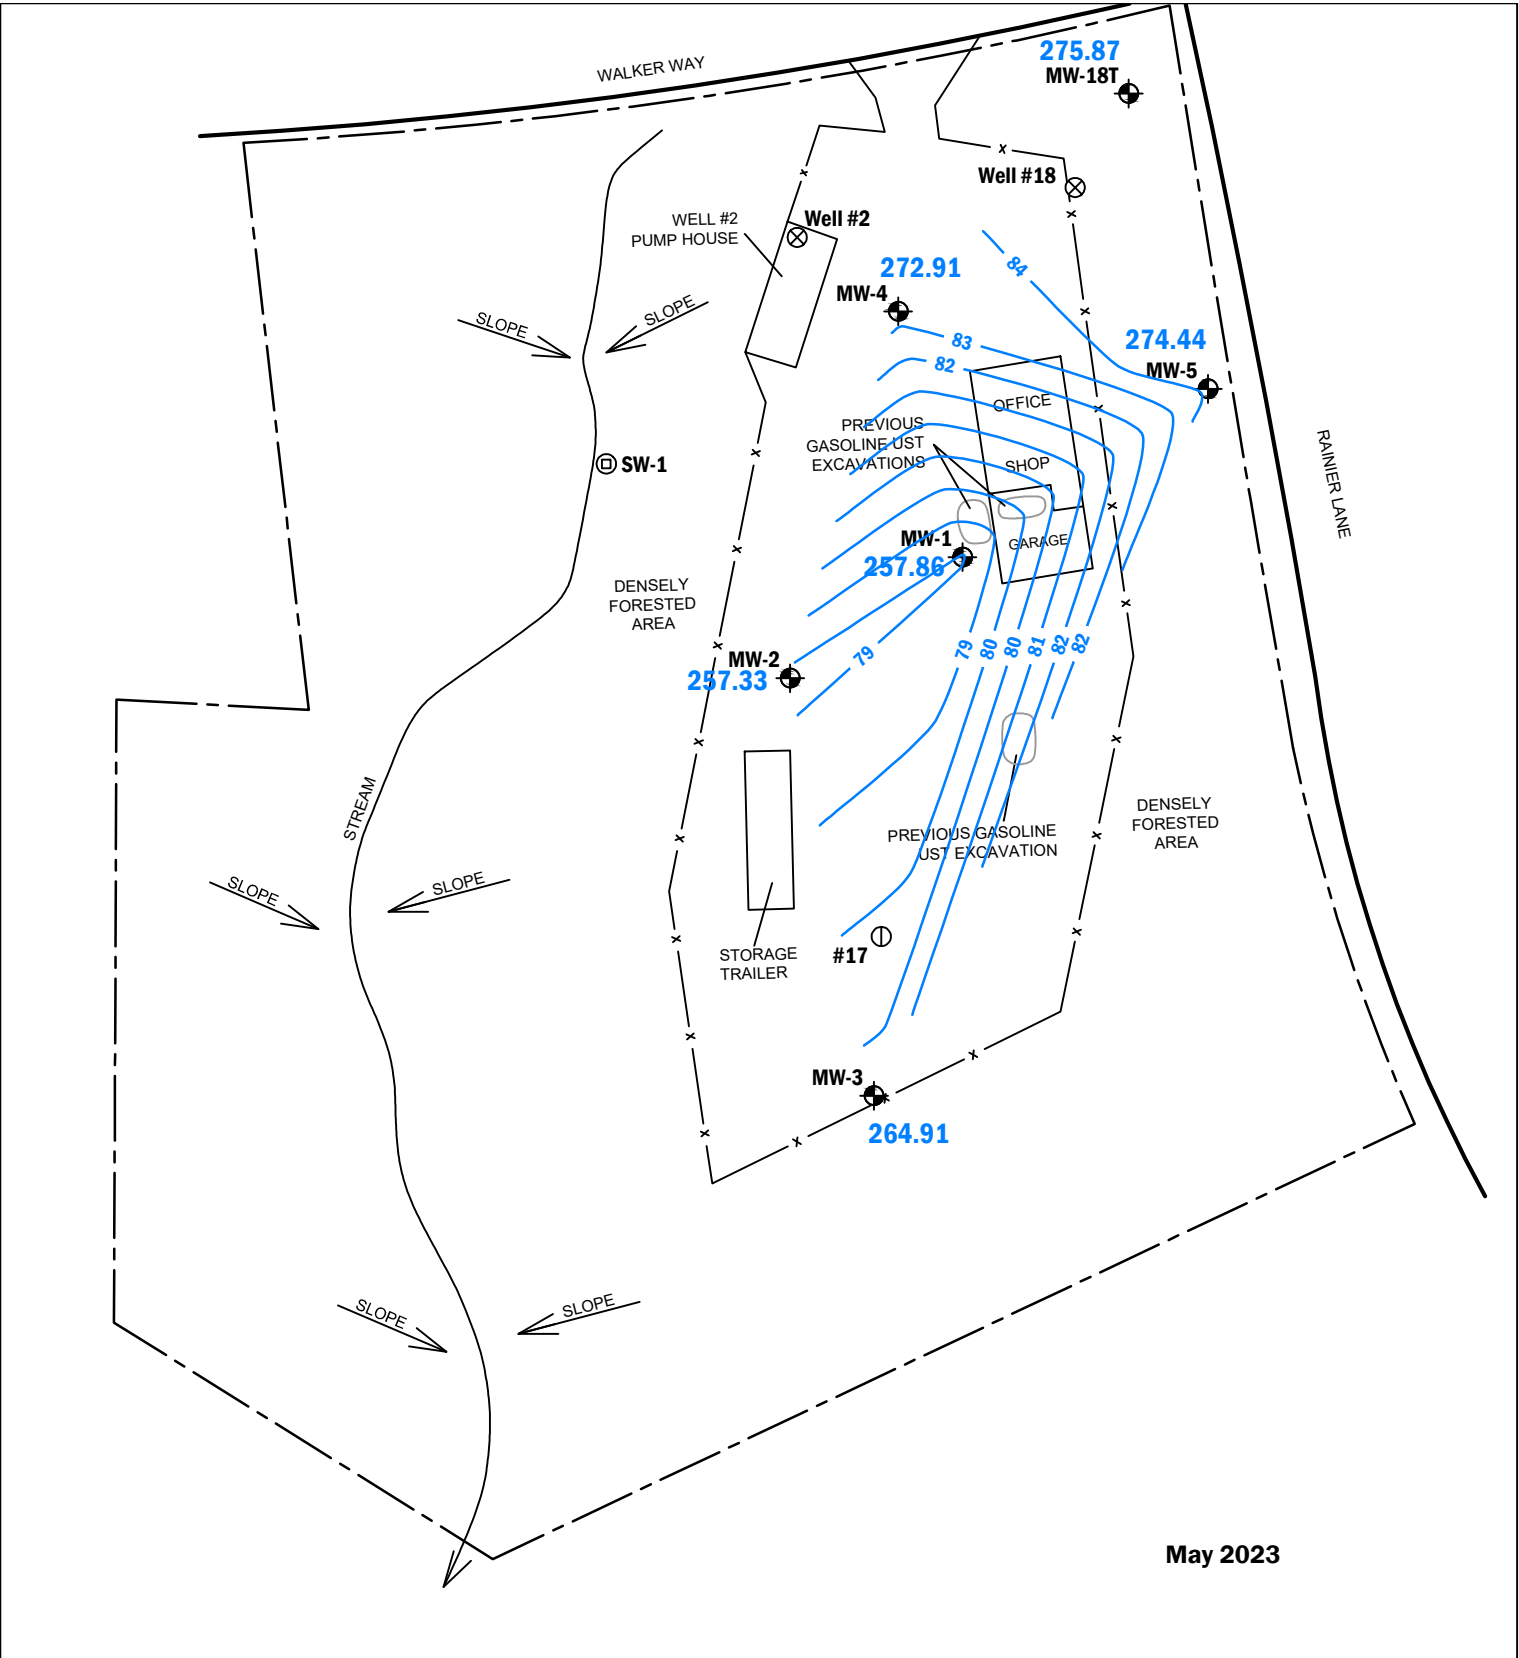 275.87
MW-18T
WALKER WAY
Well #18
WELL #2
PUMP HOUSE
Well #2
272.91
MW-4
84
SLOPE
SLOPE
83
82
274.44
MW-5
OFFICE
PREVIOUS
GASOLINE UST
EXCAVATIONS
SHOP
SW-1
RAINIER LANE
MW-1
257.86
GARAGE
DENSELY
FORESTED
AREA
MW-2
257.33
79
79
80
80
81
82
82
STREAM
DENSELY
FORESTED
AREA
PREVIOUS GASOLINE
UST EXCAVATION
SLOPE
SLOPE
STORAGE
TRAILER
#17
MW-3
264.91
SLOPE
SLOPE
May 2023